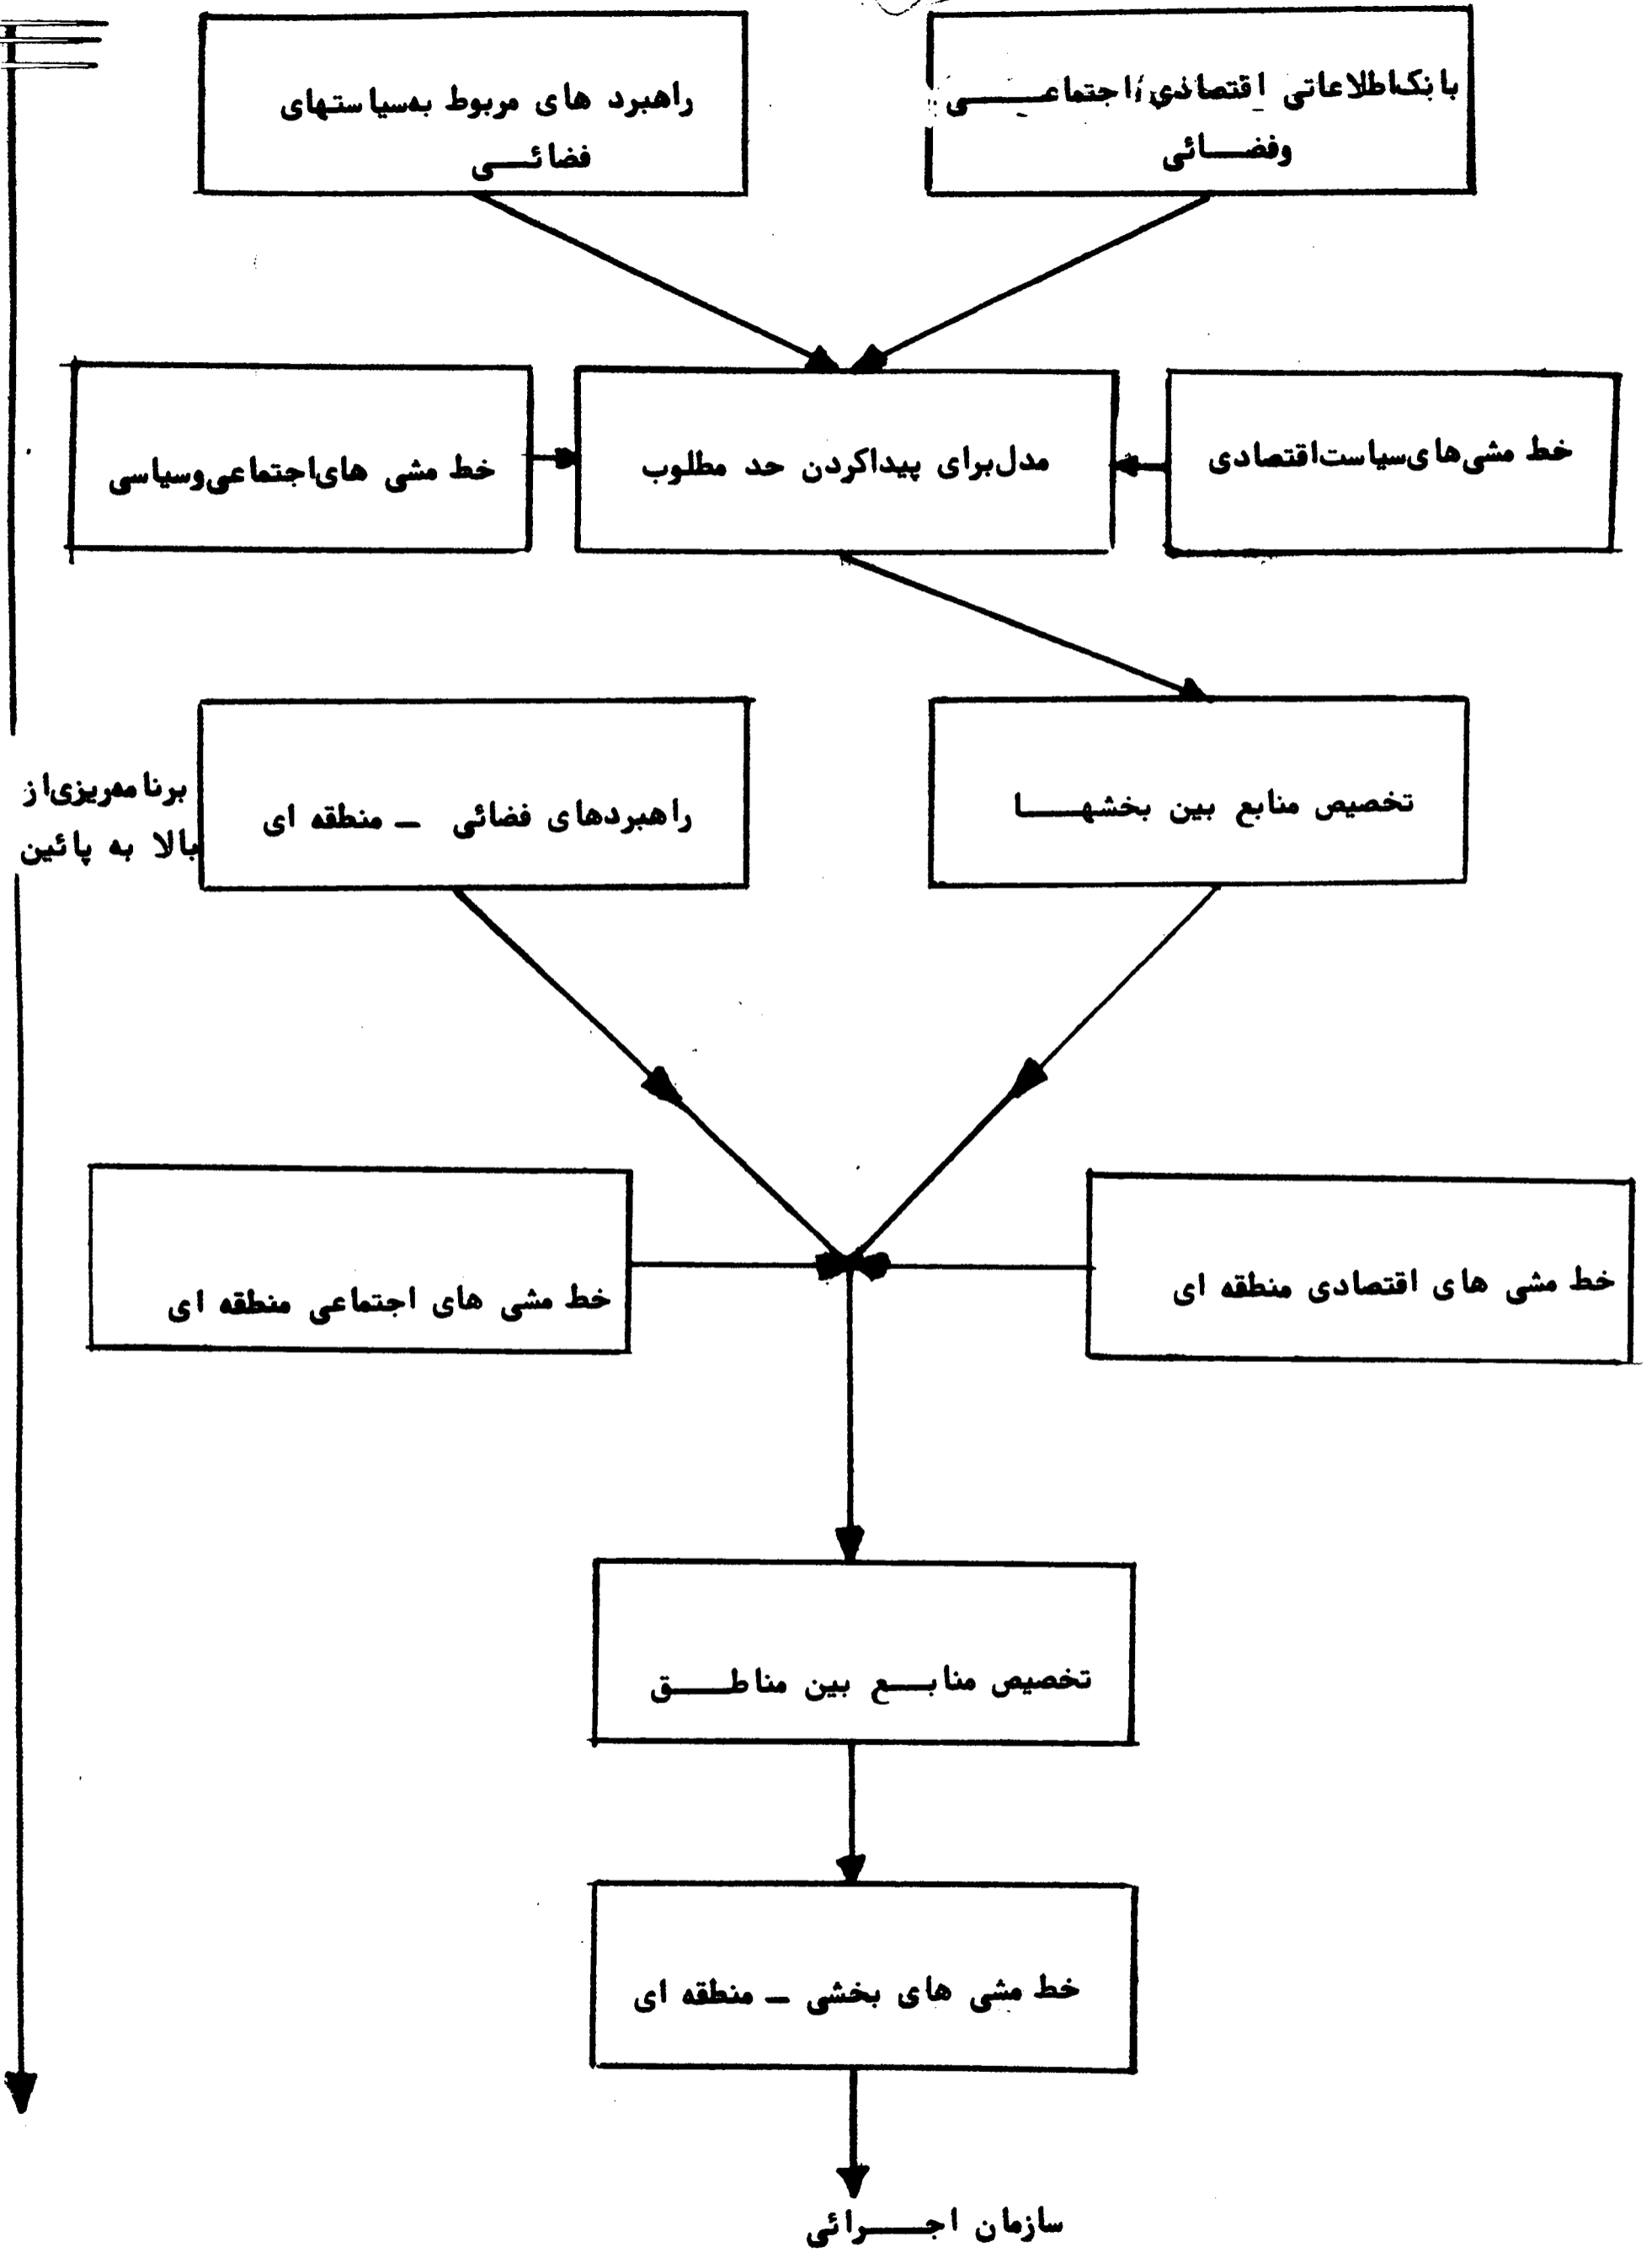 بانک اطلاعاتی اقتصادی، اجتماعی
وفضائی
راهبرد های مربوط به سیاستهای
فضائی
خط مشی های سیاست اقتصادی
مدل برای پیدا کردن حد مطلوب
خط مشی های اجتماعی و سیاسی
تخصیص منابع بین بخشها
راهبردهای فضائی - منطقه ای
برنامه ریزی از
بالا به پائین
خط مشی های اقتصادی منطقه ای
خط مشی های اجتماعی منطقه ای
تخصیص منابع بین مناطق
خط مشی های بخشی - منطقه ای
سازمان اجرائی